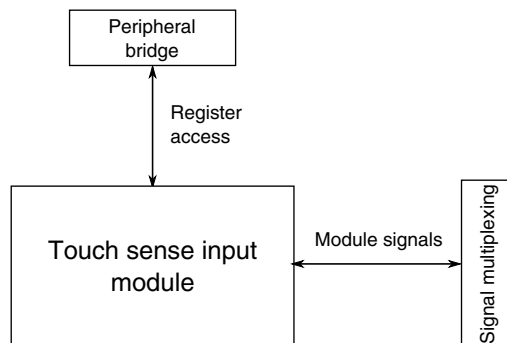 Peripheral
bridge
Register
access
Touch sense input
module
Module signals
Signal multiplexing